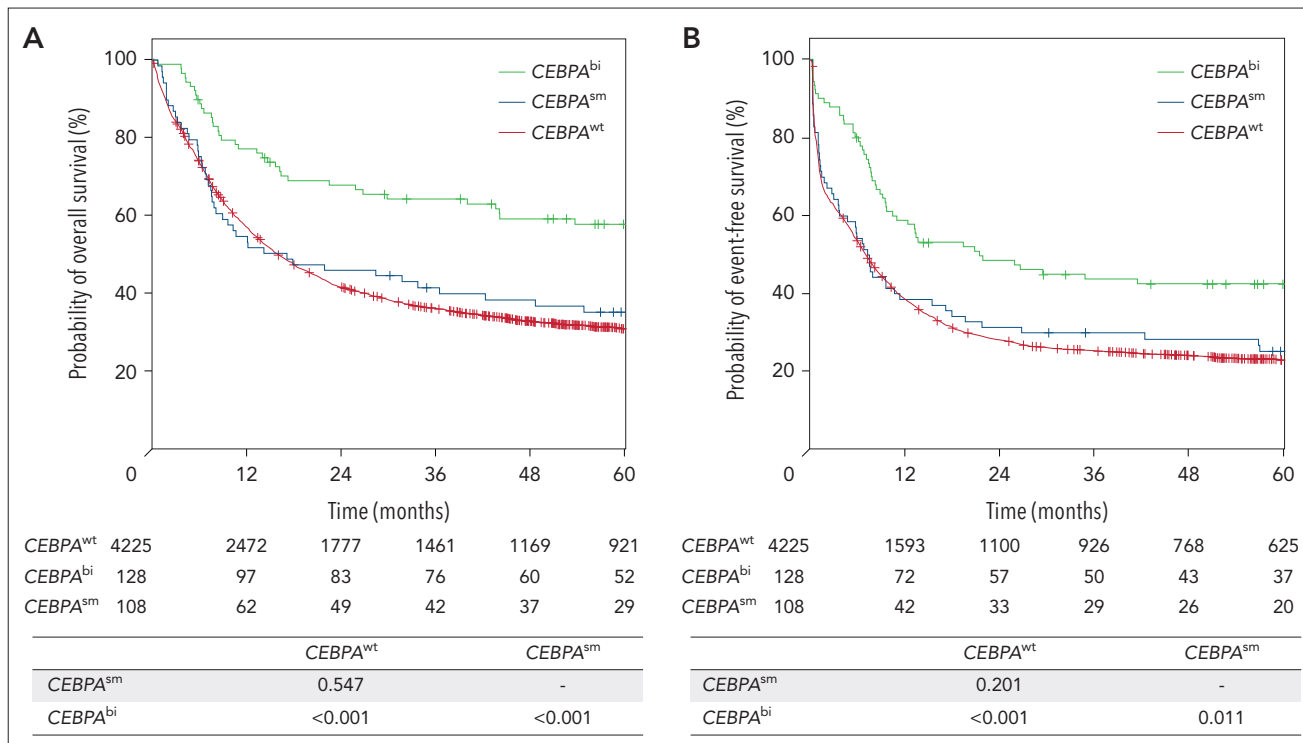 A
Probability of overall survival (%)
100
80
60
40
20
0
12
24
36
48
60
Time (months)
CEBPAbi
CEBPAsm
CEBPAwt
CEBPAwt 4225 2472 1777 1461 1169 921
CEBPAbi 128 97 83 76 60 52
CEBPAsm 108 62 49 42 37 29
CEBPAwt CEBPAsm
CEBPAsm 0.547 -
CEBPAbi <0.001 <0.001
B
Probability of event-free survival (%)
100
80
60
40
20
0
12
24
36
48
60
Time (months)
CEBPAbi
CEBPAsm
CEBPAwt
CEBPAwt 4225 1593 1100 926 768 625
CEBPAbi 128 72 57 50 43 37
CEBPAsm 108 42 33 29 26 20
CEBPAwt CEBPAsm
CEBPAsm 0.201 -
CEBPAbi <0.001 0.011